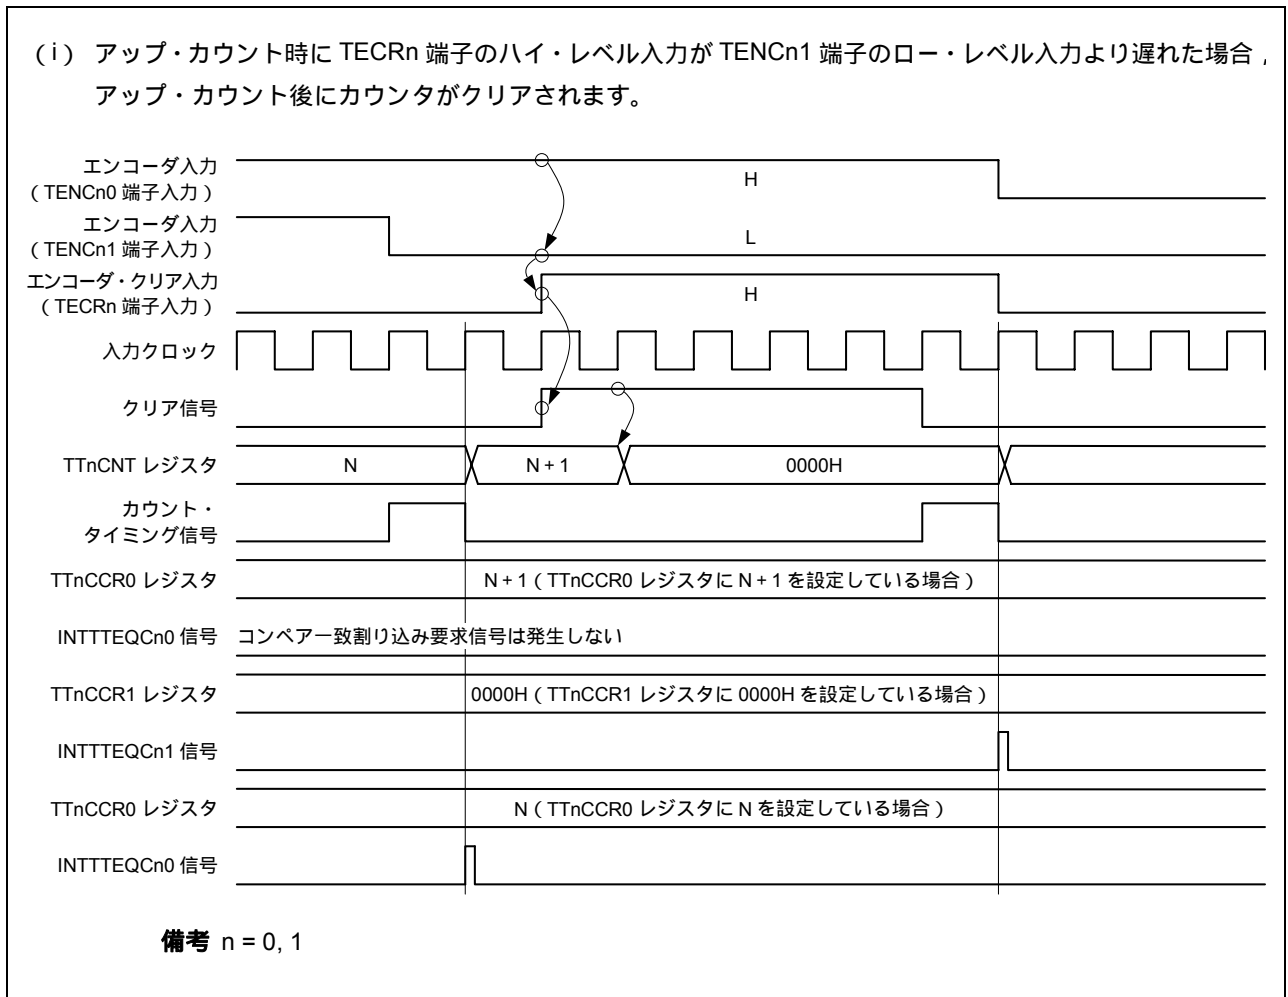 (i) アップ・カウント時に TECRn 端子のハイ・レベル入力が TENCn1 端子のロー・レベル入力より遅れた場合，
アップ・カウント後にカウンタがクリアされます。
エンコーダ入力
（TENCn0 端子入力）
H
エンコーダ入力
（TENCn1 端子入力）
L
エンコーダ・クリア入力
（TECRn 端子入力）
H
入力クロック
クリア信号
TTnCNT レジスタ
N
N + 1
0000H
カウント・
タイミング信号
TTnCCR0 レジスタ
N + 1（TTnCCR0 レジスタに N + 1 を設定している場合）
INTTTEQCn0 信号
コンペア一致割り込み要求信号は発生しない
TTnCCR1 レジスタ
0000H（TTnCCR1 レジスタに 0000H を設定している場合）
INTTTEQCn1 信号
TTnCCR0 レジスタ
N（TTnCCR0 レジスタに N を設定している場合）
INTTTEQCn0 信号
備考 n = 0, 1